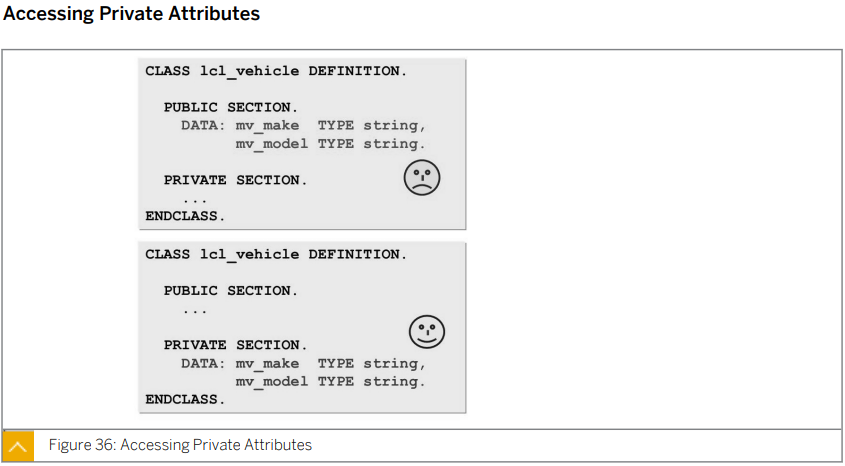 Accessing Private Attributes
CLASS lcl_vehicle DEFINITION.
PUBLIC SECTION.
DATA: mv_make TYPE string,
mv_model TYPE string.
PRIVATE SECTION.
...
ENDCLASS.
CLASS lcl_vehicle DEFINITION.
PUBLIC SECTION.
...
PRIVATE SECTION.
DATA: mv_make TYPE string,
mv_model TYPE string.
ENDCLASS.
Figure 36: Accessing Private Attributes